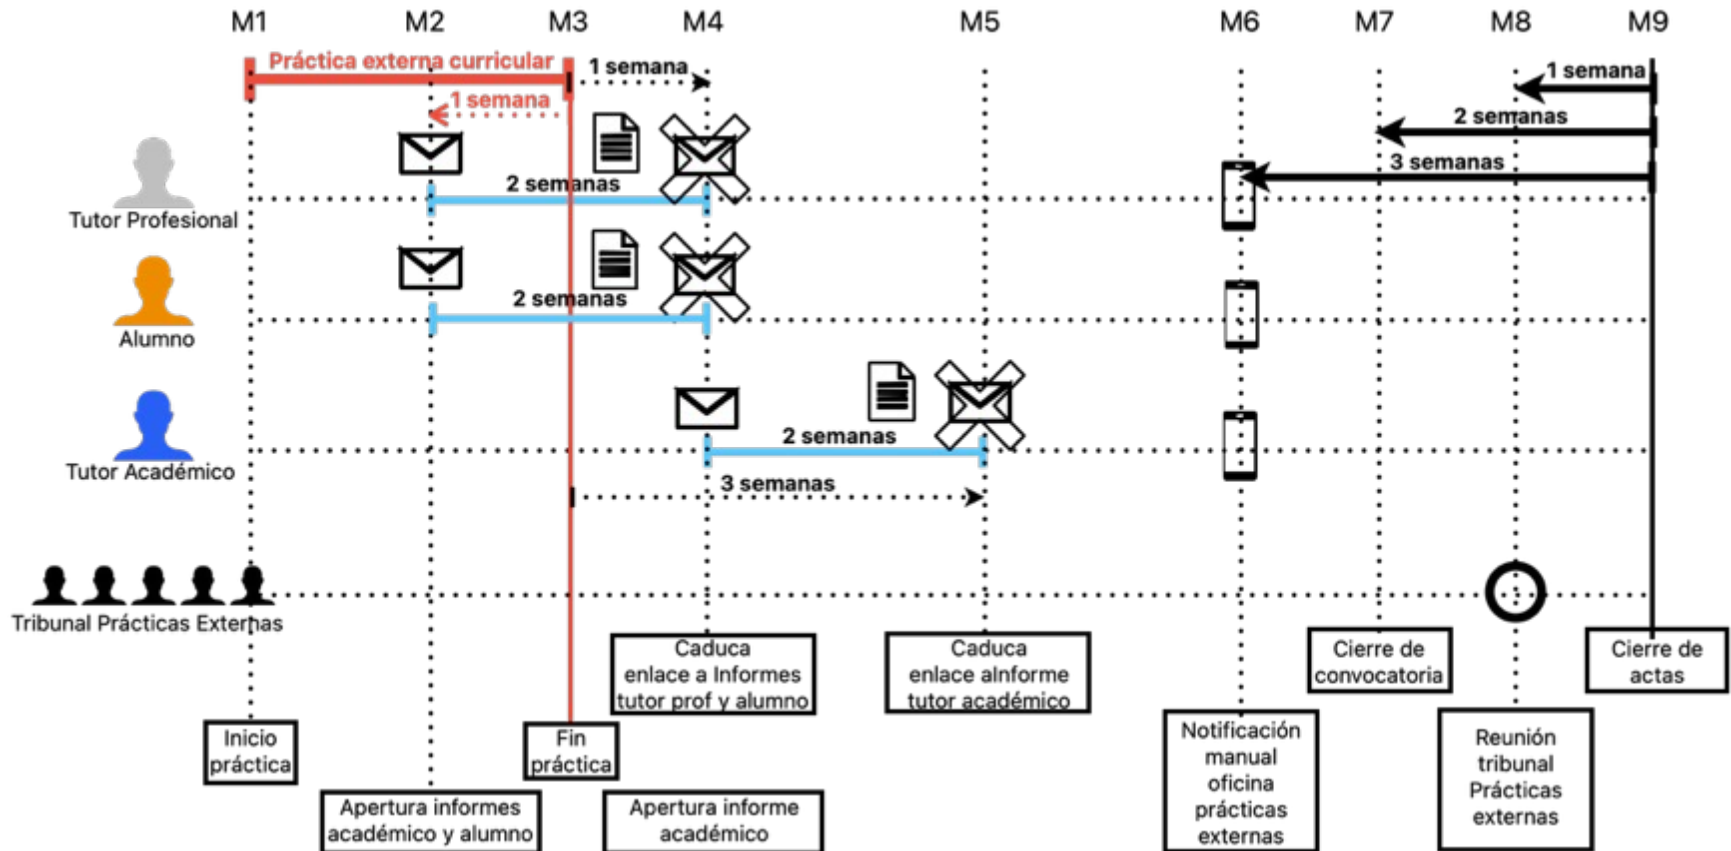 M1
M2
M3
M4
M5
M6
M7
M8
M9
Práctica externa curricular
1 semana
1 semana
1 semana
2 semanas
3 semanas
2 semanas
Tutor Profesional
2 semanas
Alumno
2 semanas
Tutor Académico
3 semanas
Tribunal Prácticas Externas
Caduca
enlace a Informes
tutor prof y alumno
Caduca
enlace aInforme
tutor académico
Cierre de
convocatoria
Cierre de
actas
Inicio
práctica
Fin
práctica
Notificación
manual
oficina
prácticas
externas
Reunión
tribunal
Prácticas
externas
Apertura informes
académico y alumno
Apertura informe
académico